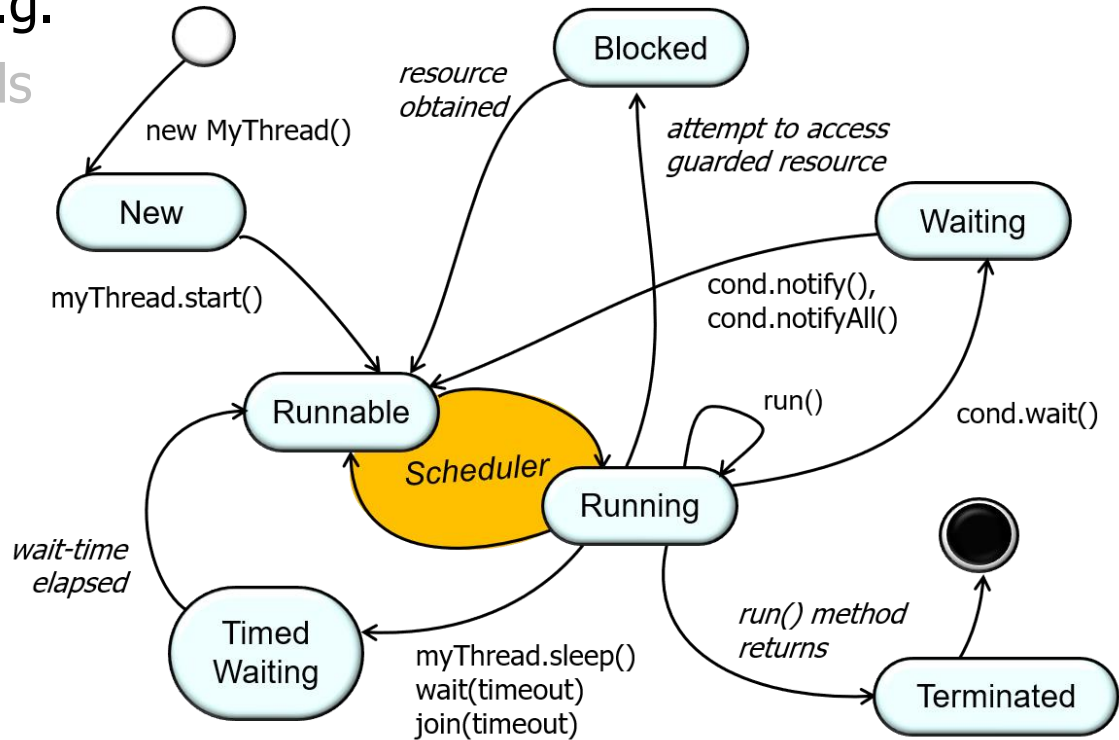 .g.
ls
new MyThread()
New
myThread.start()
resource
obtained
Blocked
attempt to access
guarded resource
Waiting
cond.notify(),
cond.notifyAll()
Runnable
Scheduler
run()
cond.wait()
Running
wait-time
elapsed
Timed
Waiting
myThread.sleep()
wait(timeout)
join(timeout)
run() method
returns
Terminated